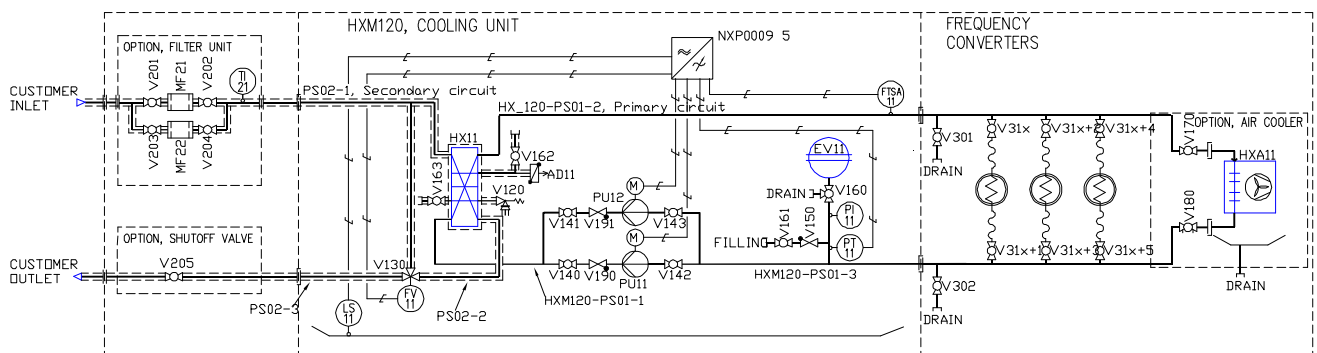 HXM120, COOLING UNIT
NXP0009 5
FREQUENCY
CONVERTERS
OPTION, FILTER UNIT
V201
MF21
V202
TI
21
CUSTOMER
INLET
PS02-1, Secondary circuit
HX_120-PS01-2, Primary circuit
FTSA
11
V203
MF22
V204
HX11
V162
AD11
V163
V120
EV11
V160
DRAIN
PI
11
PT
11
V161
V150
FILLING
HXM120-PS01-3
M
PU12
V141
V191
V143
M
PU11
V140
V190
V142
HXM120-PS01-1
V301
DRAIN
V31x
V31x+2
V31x+4
V170
OPTION, AIR COOLER
HXA11
V180
V31x+1
V31x+3
V31x+5
DRAIN
V302
DRAIN
OPTION, SHUTOFF VALVE
V205
CUSTOMER
OUTLET
V130
FV
11
LS
11
PS02-3
PS02-2